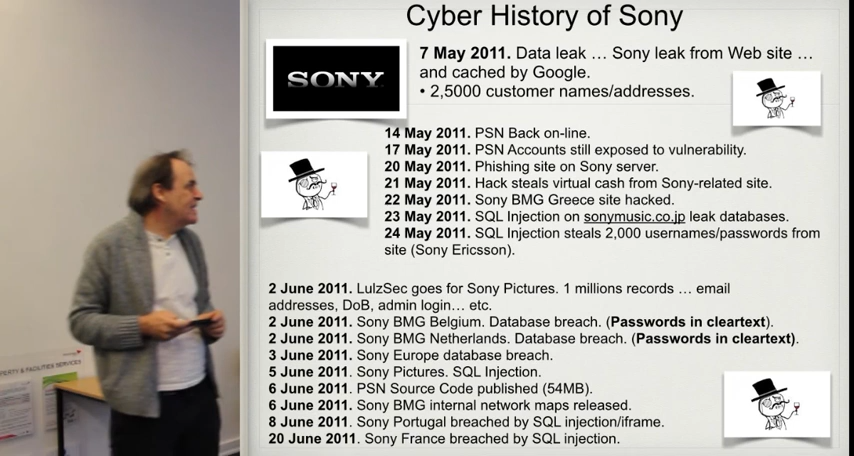 Cyber History of Sony
SONY
7 May 2011. Data leak … Sony leak from Web site …
and cached by Google.
• 2,5000 customer names/addresses.
14 May 2011. PSN Back on-line.
17 May 2011. PSN Accounts still exposed to vulnerability.
20 May 2011. Phishing site on Sony server.
21 May 2011. Hack steals virtual cash from Sony-related site.
22 May 2011. Sony BMG Greece site hacked.
23 May 2011. SQL Injection on sonymusic.co.jp leak databases.
24 May 2011. SQL Injection steals 2,000 usernames/passwords from
site (Sony Ericsson).
2 June 2011. LulzSec goes for Sony Pictures. 1 millions records … email
addresses, DoB, admin login… etc.
2 June 2011. Sony BMG Belgium. Database breach. (Passwords in cleartext).
2 June 2011. Sony BMG Netherlands. Database breach. (Passwords in cleartext).
3 June 2011. Sony Europe database breach.
5 June 2011. Sony Pictures. SQL Injection.
6 June 2011. PSN Source Code published (54MB).
6 June 2011. Sony BMG internal network maps released.
8 June 2011. Sony Portugal breached by SQL injection/iframe.
20 June 2011. Sony France breached by SQL injection.
& FACILITIES SERVICES